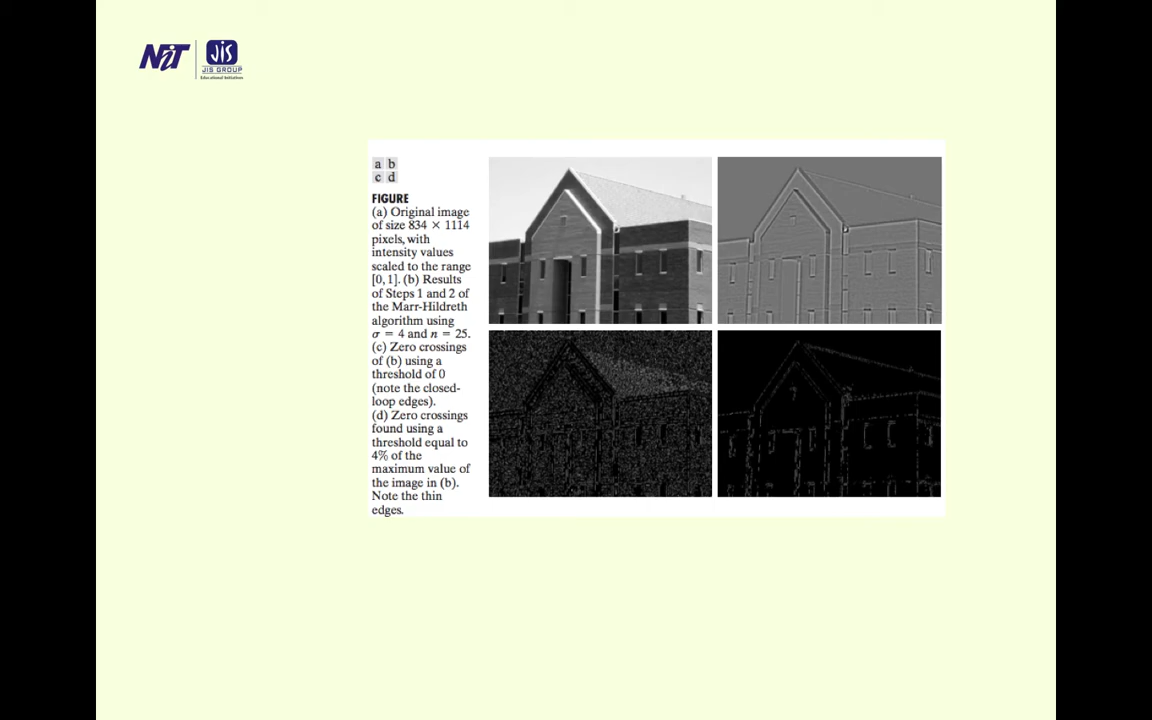 NiT
JiS
JIS GROUP
Educational Initiatives
a b
c d
FIGURE
(a) Original image
of size 834 × 1114
pixels, with
intensity values
scaled to the range
[0, 1]. (b) Results
of Steps 1 and 2 of
the Marr-Hildreth
algorithm using
σ = 4 and n = 25.
(c) Zero crossings
of (b) using a
threshold of 0
(note the closed-
loop edges).
(d) Zero crossings
found using a
threshold equal to
4% of the
maximum value of
the image in (b).
Note the thin
edges.